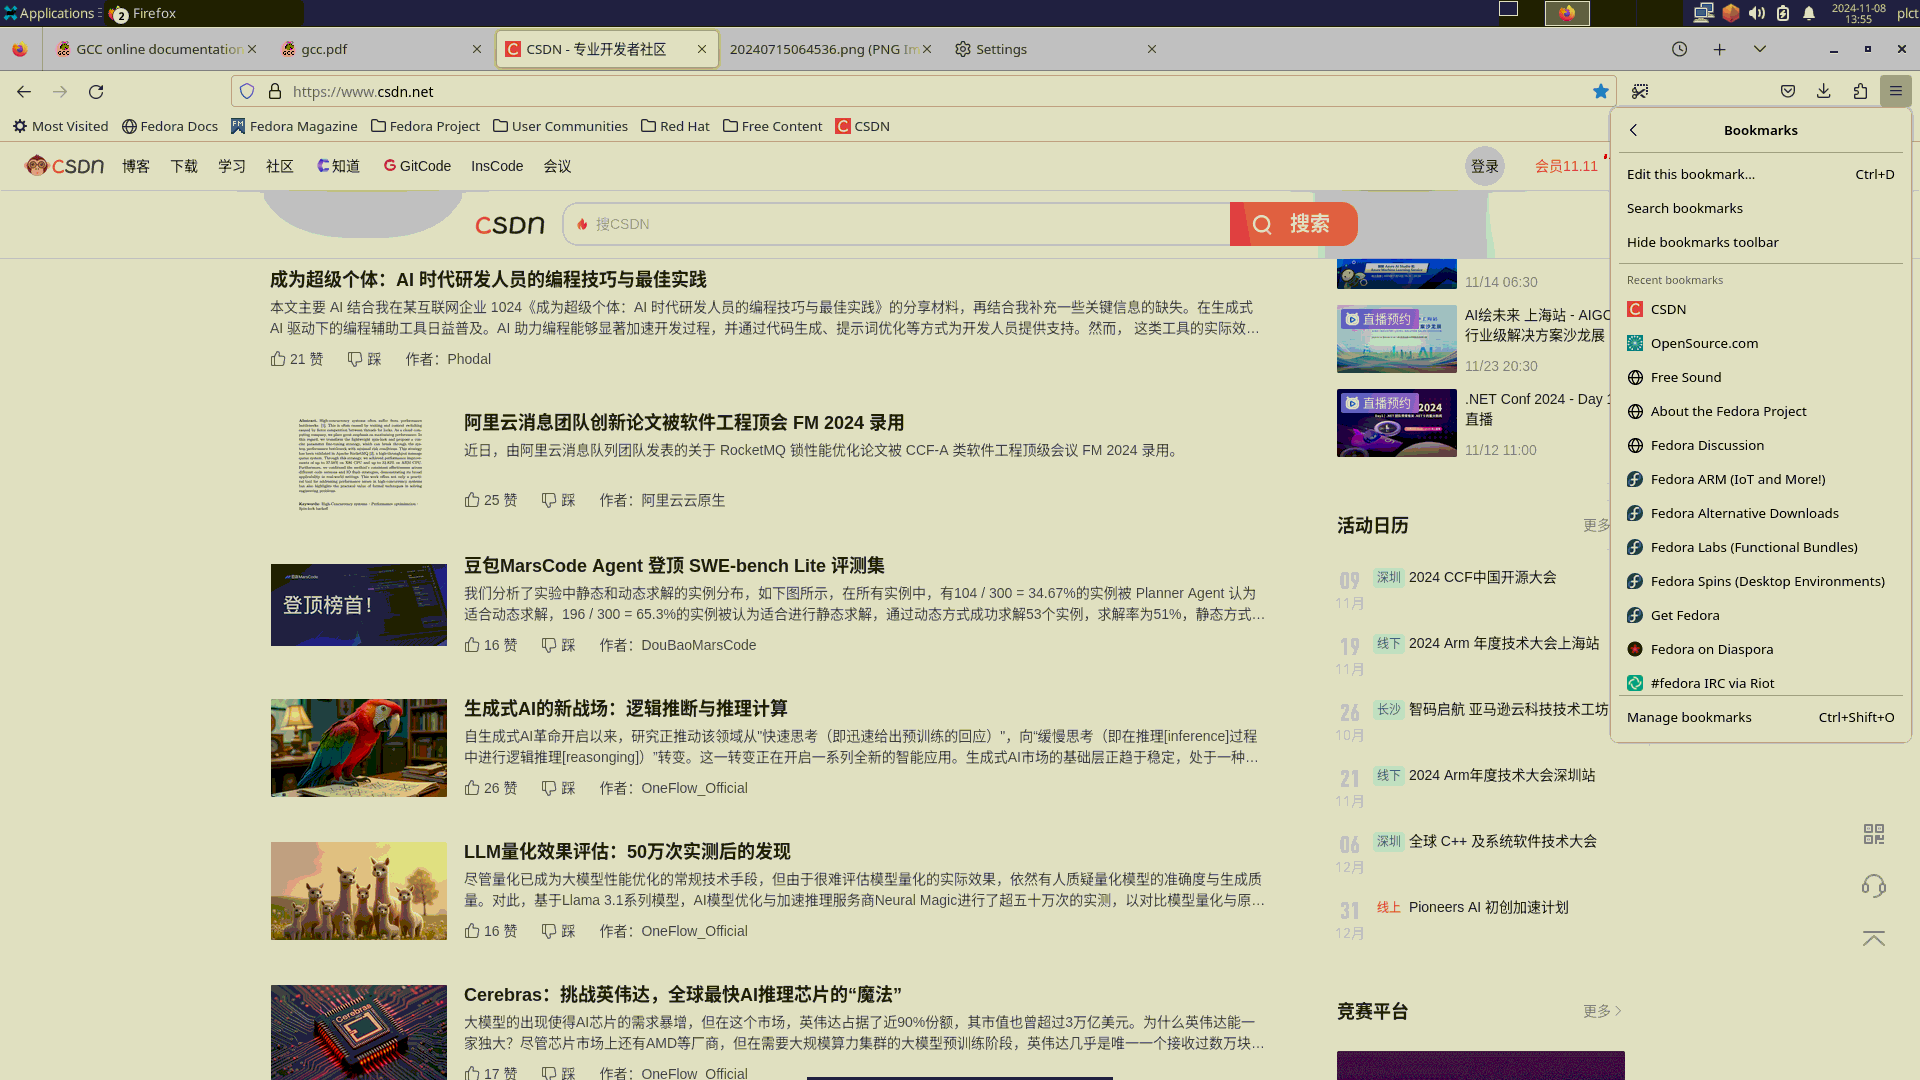 Applications
2
Firefox
2024-11-08
13:55
plct
GCC online documentation
gcc.pdf
CSDN - 专业开发者社区
20240715064536.png (PNG Im
Settings
https://www.csdn.net
Most Visited
Fedora Docs
Fedora Magazine
Fedora Project
User Communities
Red Hat
Free Content
CSDN
CSDN
博客
下载
学习
社区
知道
GitCode
InsCode
会议
登录
会员11.11
CSDN
搜CSDN
搜索
成为超级个体：AI 时代研发人员的编程技巧与最佳实践
本文主要 AI 结合我在某互联网企业 1024《成为超级个体：AI 时代研发人员的编程技巧与最佳实践》的分享材料，再结合我补充一些关键信息的缺失。在生成式
AI 驱动下的编程辅助工具日益普及。AI 助力编程能够显著加速开发过程，并通过代码生成、提示词优化等方式为开发人员提供支持。然而， 这类工具的实际效…
21 赞
踩
作者：Phodal
阿里云消息团队创新论文被软件工程顶会 FM 2024 录用
近日，由阿里云消息队列团队发表的关于 RocketMQ 锁性能优化论文被 CCF-A 类软件工程顶级会议 FM 2024 录用。
25 赞
踩
作者：阿里云云原生
登顶榜首！
豆包MarsCode Agent 登顶 SWE-bench Lite 评测集
我们分析了实验中静态和动态求解的实例分布，如下图所示，在所有实例中，有104 / 300 = 34.67%的实例被 Planner Agent 认为
适合动态求解，196 / 300 = 65.3%的实例被认为适合进行静态求解，通过动态方式成功求解53个实例，求解率为51%，静态方式…
16 赞
踩
作者：DouBaoMarsCode
生成式AI的新战场：逻辑推断与推理计算
自生成式AI革命开启以来，研究正推动该领域从"快速思考（即迅速给出预训练的回应）"，向“缓慢思考（即在推理[inference]过程
中进行逻辑推理[reasonging]）”转变。这一转变正在开启一系列全新的智能应用。生成式AI市场的基础层正趋于稳定，处于一种…
26 赞
踩
作者：OneFlow_Official
LLM量化效果评估：50万次实测后的发现
尽管量化已成为大模型性能优化的常规技术手段，但由于很难评估模型量化的实际效果，依然有人质疑量化模型的准确度与生成质
量。对此，基于Llama 3.1系列模型，AI模型优化与加速推理服务商Neural Magic进行了超五十万次的实测，以对比模型量化与原…
16 赞
踩
作者：OneFlow_Official
Cerebras
Cerebras：挑战英伟达，全球最快AI推理芯片的“魔法”
大模型的出现使得AI芯片的需求暴增，但在这个市场，英伟达占据了近90%份额，其市值也曾超过3万亿美元。为什么英伟达能一
家独大？尽管芯片市场上还有AMD等厂商，但在需要大规模算力集群的大模型预训练阶段，英伟达几乎是唯一一个接收过数万块…
17 赞
踩
作者：OneFlow_Official
11/14 06:30
直播预约
AI绘未来 上海站 - AIGC
行业级解决方案沙龙展
11/23 20:30
直播预约
2024
.NET Conf 2024 - Day 1
直播
11/12 11:00
活动日历
更多
09
11月
深圳
2024 CCF中国开源大会
19
11月
线下
2024 Arm 年度技术大会上海站
26
10月
长沙
智码启航 亚马逊云科技技术工坊
21
11月
线下
2024 Arm年度技术大会深圳站
06
12月
深圳
全球 C++ 及系统软件技术大会
31
12月
线上
Pioneers AI 初创加速计划
竞赛平台
更多
Bookmarks
Edit this bookmark…
Ctrl+D
Search bookmarks
Hide bookmarks toolbar
Recent bookmarks
CSDN
OpenSource.com
Free Sound
About the Fedora Project
Fedora Discussion
Fedora ARM (IoT and More!)
Fedora Alternative Downloads
Fedora Labs (Functional Bundles)
Fedora Spins (Desktop Environments)
Get Fedora
Fedora on Diaspora
#fedora IRC via Riot
Manage bookmarks
Ctrl+Shift+O